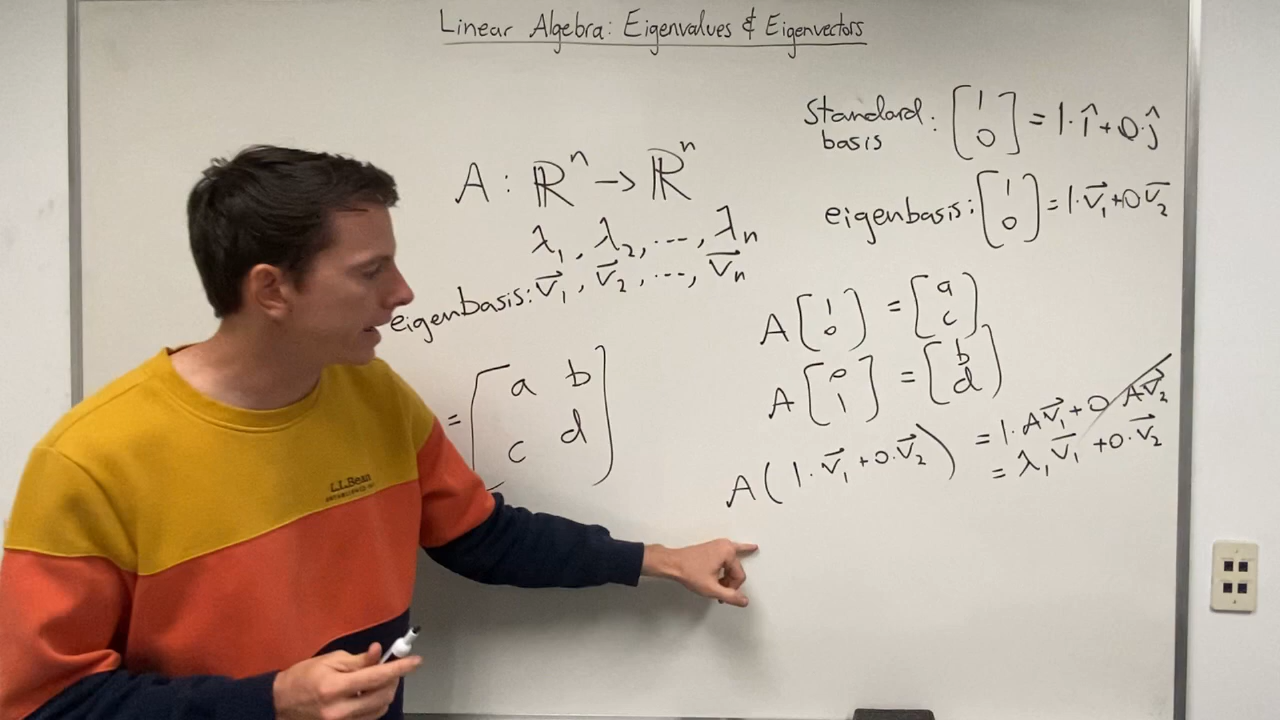 Linear Algebra: Eigenvalues & Eigenvectors
A : ℝⁿ → ℝⁿ
λ₁, λ₂, ..., λₙ
eigenbasis: v⃗₁, v⃗₂, ..., v⃗ₙ
= [a b
c d]
Standard basis: [1 0] = 1·î + 0·ĵ
eigenbasis: [1 0] = 1·v⃗₁ + 0v⃗₂
A [1 0] = [a c]
A [0 1] = [b d]
A(1·v⃗₁ + 0·v⃗₂) = 1·Av⃗₁ + 0 Av⃗₂
= λ₁v⃗₁ + 0·v⃗₂
L.L.Bean